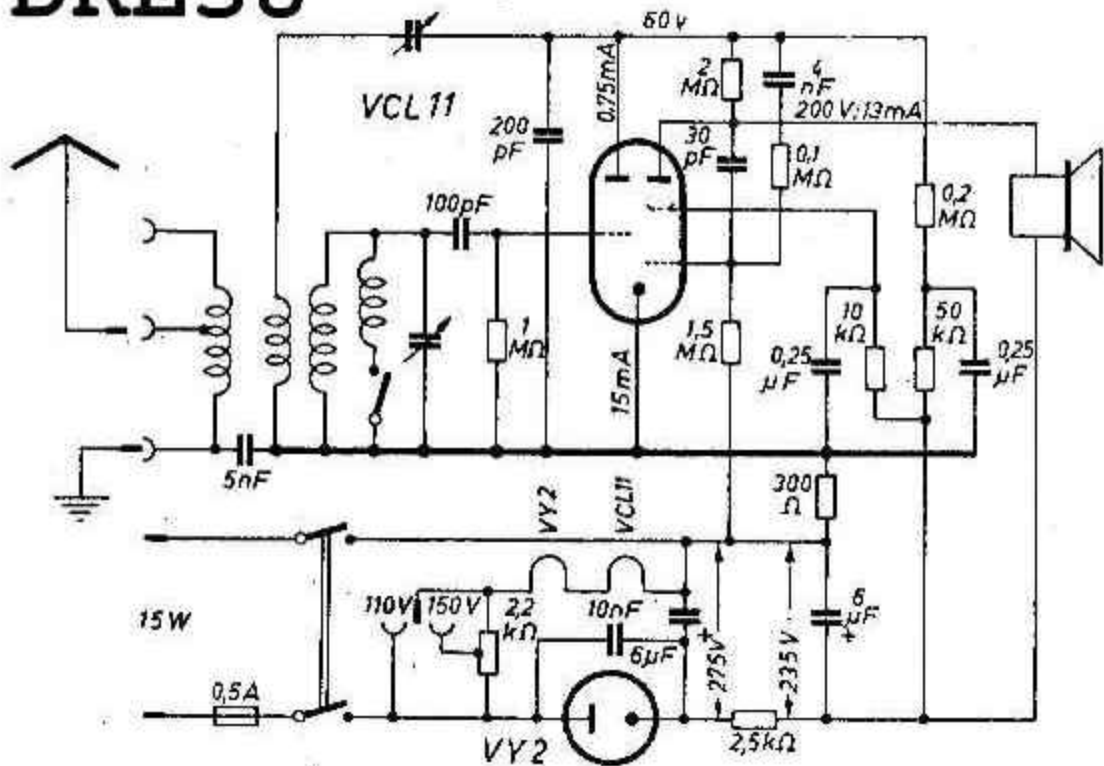 60 v
VCL 11
0,75mA
2
MΩ
4
nF
200 V; 13mA
200
pF
30
pF
0,1
MΩ
100pF
0,2
MΩ
1
MΩ
1,5
MΩ
10
kΩ
50
kΩ
0,25
µF
0,25
µF
15mA
5nF
300
Ω
VY2
VCL11
15W
110V
150V
2,2
kΩ
10nF
6µF
+
275V
235V
6
µF
+
0,5A
VY2
2,5kΩ